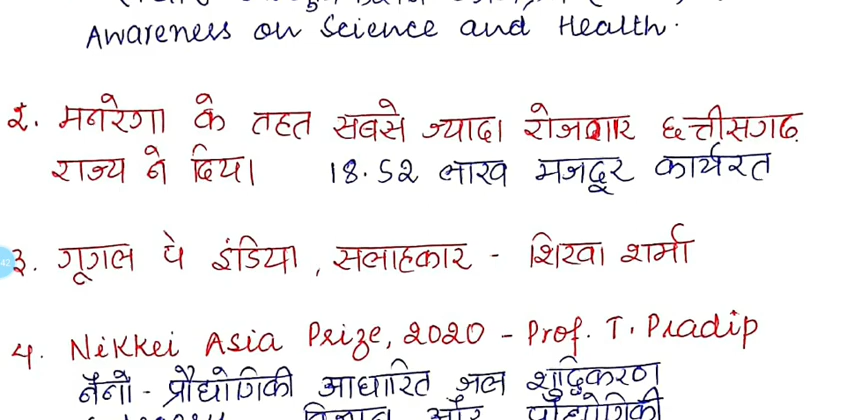 Awareness on Science and Health.
2. मनरेगा के तहत सबसे ज्यादा रोजगार छत्तीसगढ़
राज्य ने दिया। 18.52 लाख मजदूर कार्यरत
42
3. गूगल पे इंडिया, सलाहकार - शिखा शर्मा
4. Nikkei Asia Prize, 2020 - Prof. T. Pradip
नैनो - प्रौद्योगिकी आधारित जल शुद्धिकरण
विज्ञान और प्रौद्योगिकी